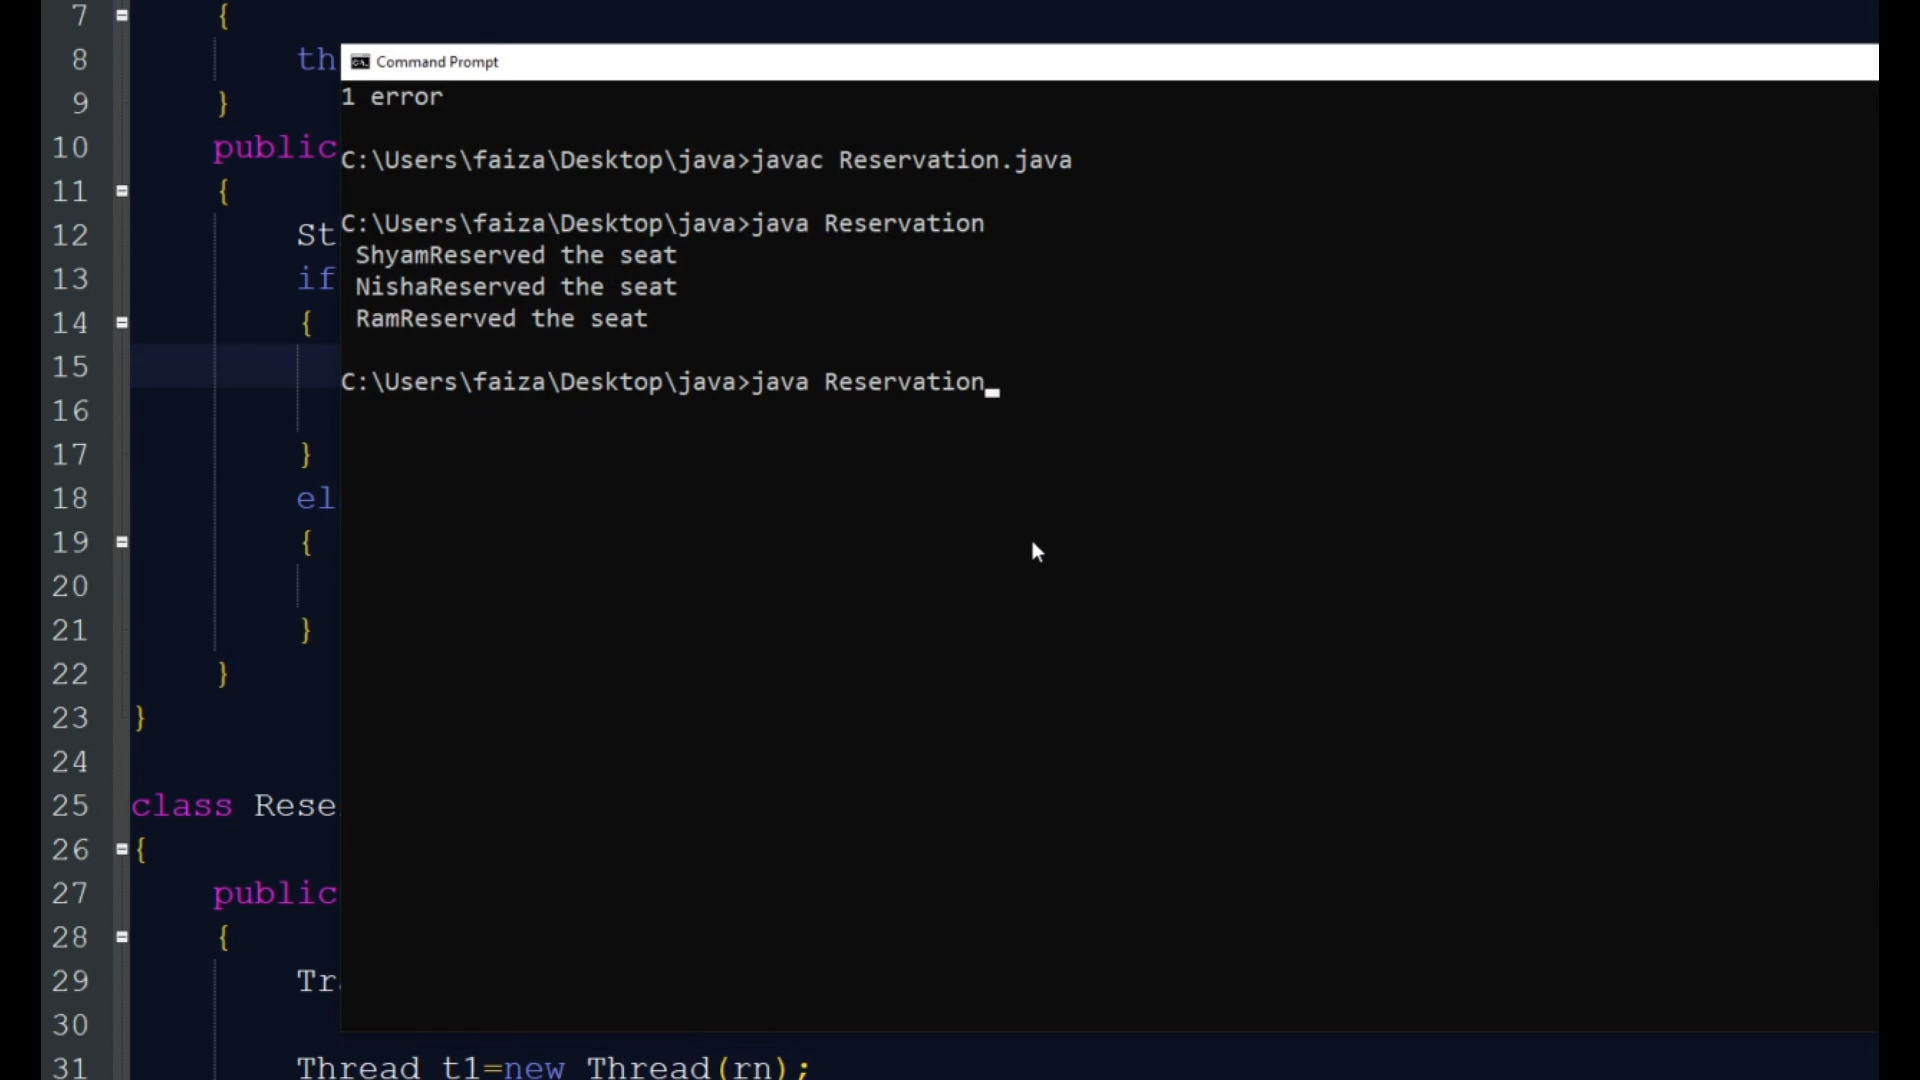 7 {
8 th
Command Prompt
1 error
9 }
10 public
C:\Users\faiza\Desktop\java>javac Reservation.java
11 {
C:\Users\faiza\Desktop\java>java Reservation
12 St
ShyamReserved the seat
13 if
NishaReserved the seat
14 {
RamReserved the seat
15
C:\Users\faiza\Desktop\java>java Reservation_
16
17 }
18 el
19 {
20
21 }
22 }
23 }
24
25 class Rese
26 {
27 public
28 {
29 Tr
30
31 Thread t1=new Thread(rn);